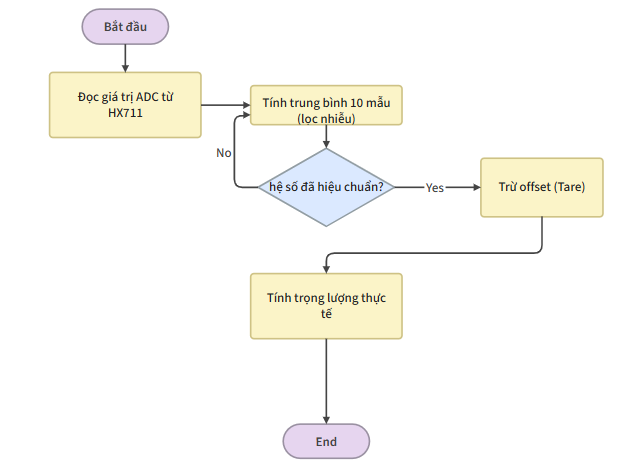 Bắt đầu
Đọc giá trị ADC từ
HX711
Tính trung bình 10 mẫu
(lọc nhiễu)
No
hệ số đã hiệu chuẩn?
Yes
Trừ offset (Tare)
Tính trọng lượng thực
tế
End